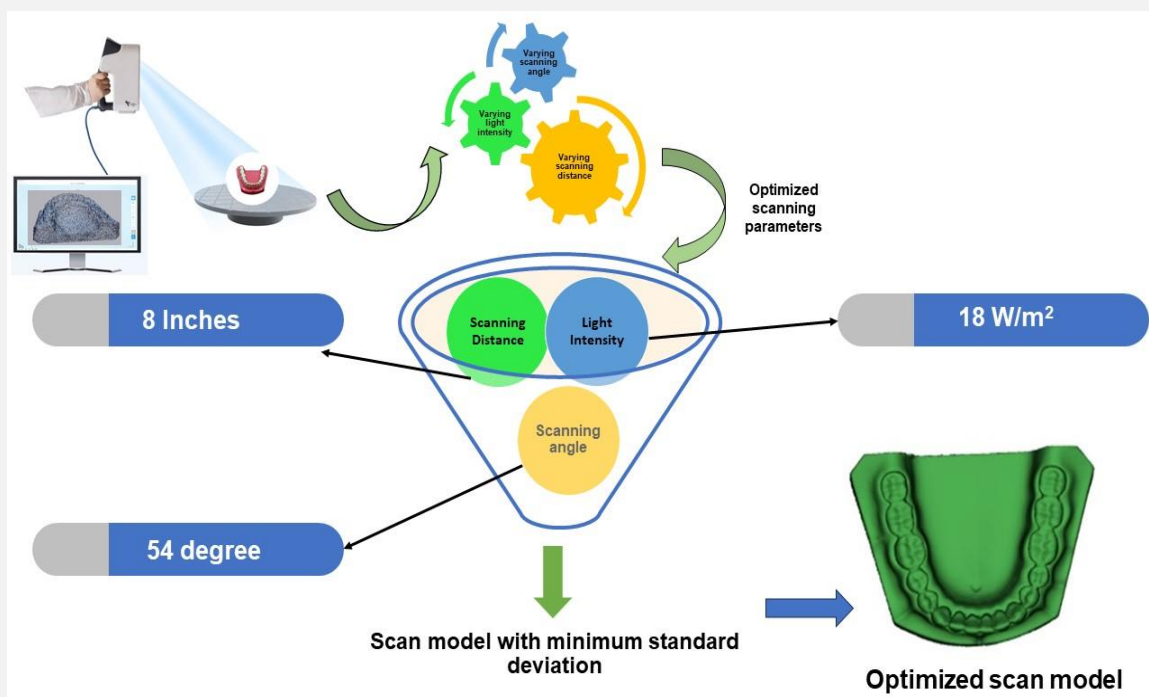 Varying
scanning
angle
Varying
light
intensity
Varying
scanning
distance
Optimized
scanning
parameters
8 Inches
Scanning
Distance
Light
Intensity
18 W/m²
Scanning
angle
54 degree
Scan model with minimum standard
deviation
Optimized scan model